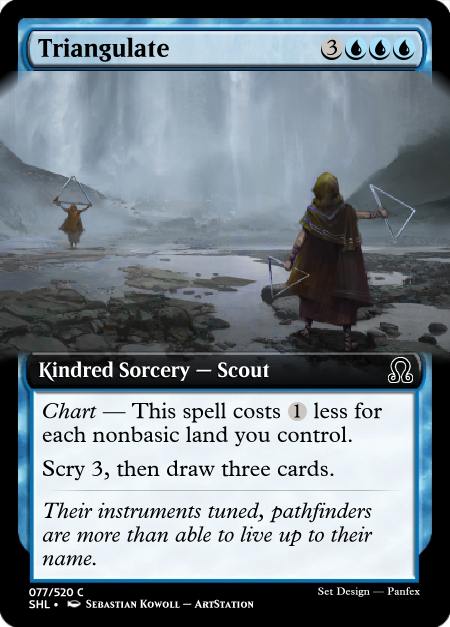 Triangulate 3
Kindred Sorcery — Scout
Chart — This spell costs 1 less for
each nonbasic land you control.
Scry 3, then draw three cards.
Their instruments tuned, pathfinders
are more than able to live up to their
name.
077/520 C
Set Design — Panfex
SHL • Sebastian Kowoll — ArtStation